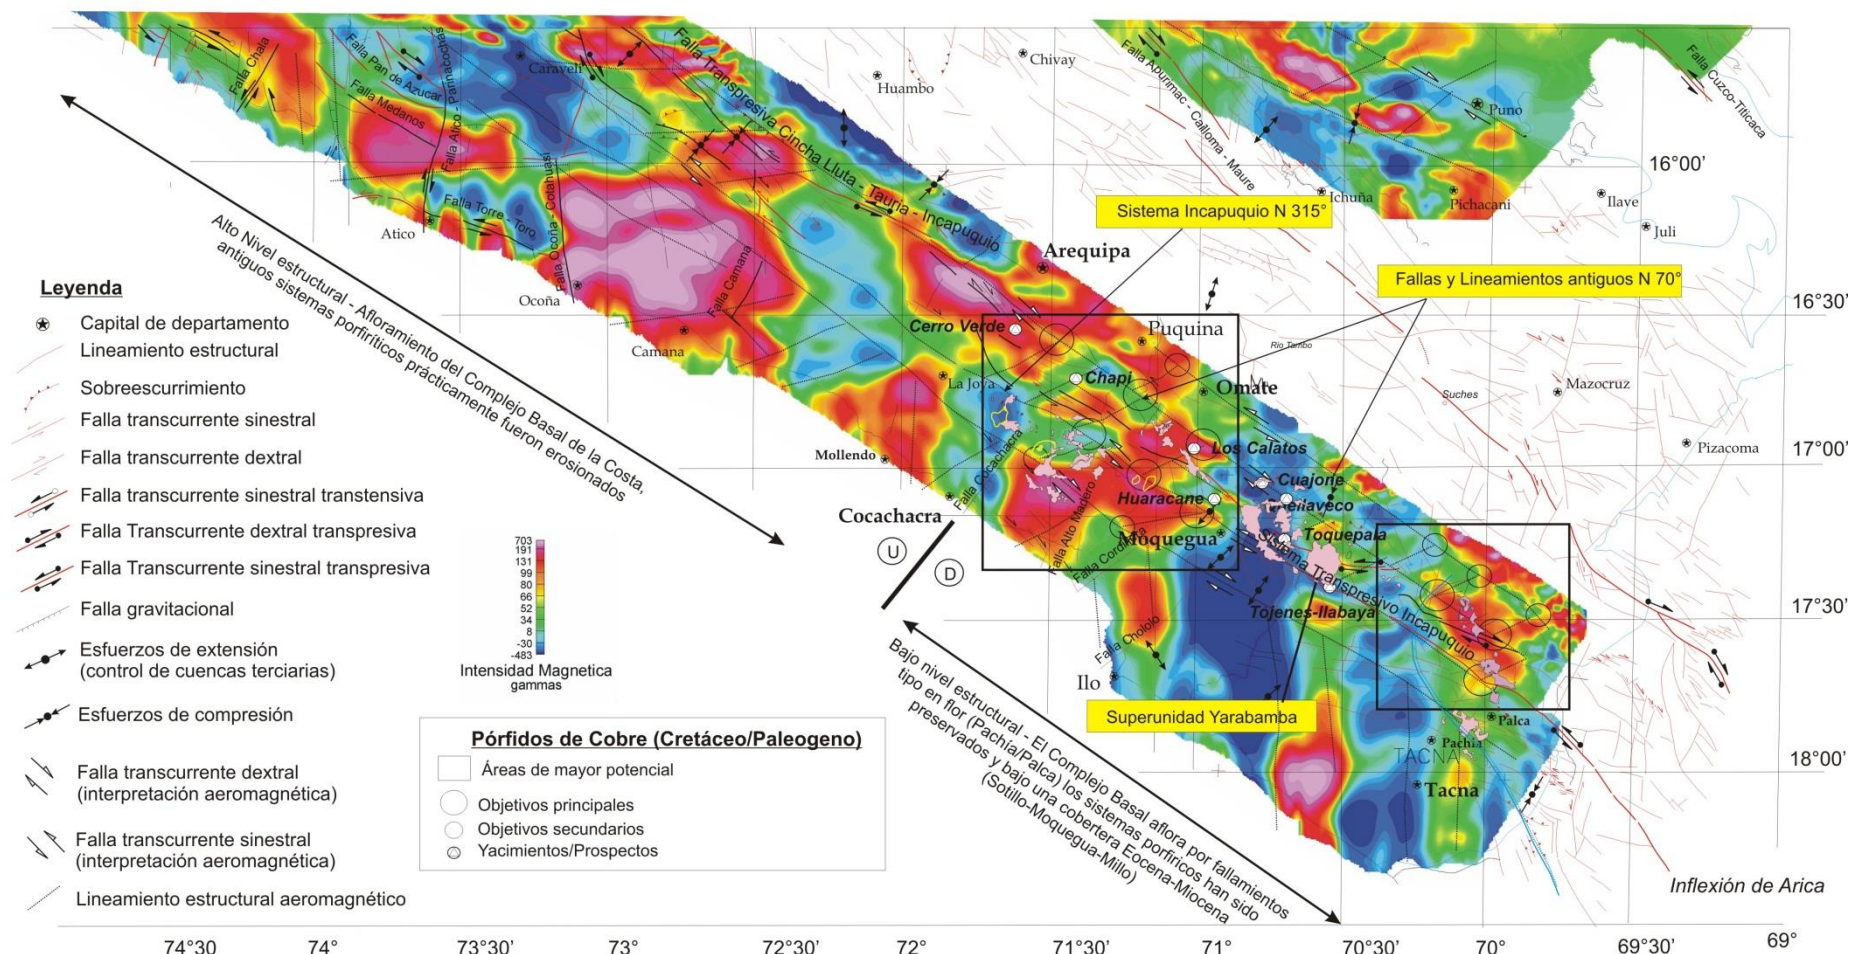 Falla Chala
Falla Pan de Azucar
Falla Medanos
Falla Atico - Parinacochas
Caraveli
Falla Transpresiva Cincha Lluta - Tauria - Incapuquio
Huambo
Chivay
Falla Apurimac - Cailloma - Maure
Puno
Falla Cuzco-Titicaca
16°00'
Ichuña
Pichacani
Ilave
Juli
Sistema Incapuquio N 315°
Fallas y Lineamientos antiguos N 70°
Atico
Falla Torre - Toro
Falla Ocoña - Cotahuasi
Ocoña
Falla Camana
Camana
Arequipa
16°30'
Alto Nivel estructural - Afloramiento del Complejo Basal de la Costa,
antiguos sistemas porfiríticos prácticamente fueron erosionados
Cerro Verde
Puquina
Rio Tambo
La Joya
Chapi
Omate
Suches
Mazocruz
Mollendo
Falla Cocachacra
Los Calatos
Pizacoma
17°00'
Cuajone
Huaracane
Cocachacra
Falla Alto Madero
Falla Cordillera
Moquegua
Toquepala
U
D
Sistema Transpresivo Incapuquio
Tojenes-Ilabaya
17°30'
Falla Chololo
Ilo
Superunidad Yarabamba
Palca
Pachia
TACNA
Tacna
18°00'
Bajo nivel estructural - El Complejo Basal aflora por fallamientos
tipo en flor (Pachía/Palca) los sistemas porfiricos han sido
preservados y bajo una cobertera Eocena-Miocena
(Sotillo-Moquegua-Millo)
Inflexión de Arica
Leyenda
Capital de departamento
Lineamiento estructural
Sobreescurrimiento
Falla transcurrente sinestral
Falla transcurrente dextral
Falla transcurrente sinestral transtensiva
Falla Transcurrente dextral transpresiva
Falla Transcurrente sinestral transpresiva
Falla gravitacional
Esfuerzos de extensión
(control de cuencas terciarias)
Esfuerzos de compresión
Falla transcurrente dextral
(interpretación aeromagnética)
Falla transcurrente sinestral
(interpretación aeromagnética)
Lineamiento estructural aeromagnético
703
191
131
99
80
66
52
34
8
-30
-483
Intensidad Magnetica
gammas
Pórfidos de Cobre (Cretáceo/Paleogeno)
Áreas de mayor potencial
Objetivos principales
Objetivos secundarios
Yacimientos/Prospectos
74°30
74°
73°30'
73°
72°30'
72°
71°30'
71°
70°30'
70°
69°30'
69°